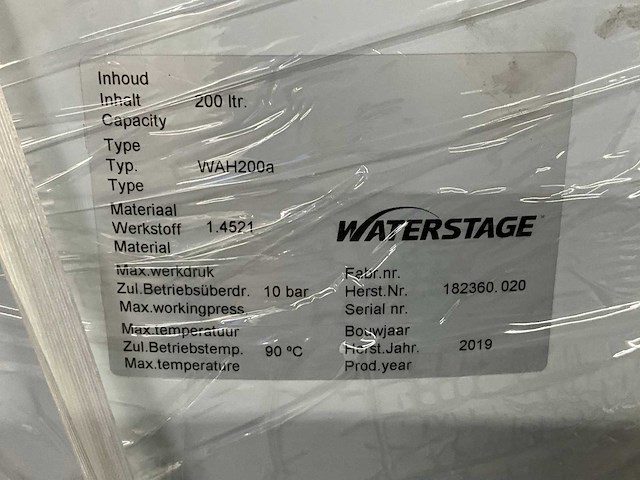 Inhoud
Inhalt 200 ltr.
Capacity
Type
Typ. WAH200a
Type
Materiaal
Werkstoff 1.4521
Material
WATERSTAGE
Max.werkdruk
Zul.Betriebsüberdr. 10 bar
Max.workingpress
Fabr.nr.
Herst.Nr. 182360.020
Serial nr.
Max.temperatuur
Zul.Betriebstemp. 90 ºC
Max.temperature
Bouwjaar
Herst.Jahr. 2019
Prod.year